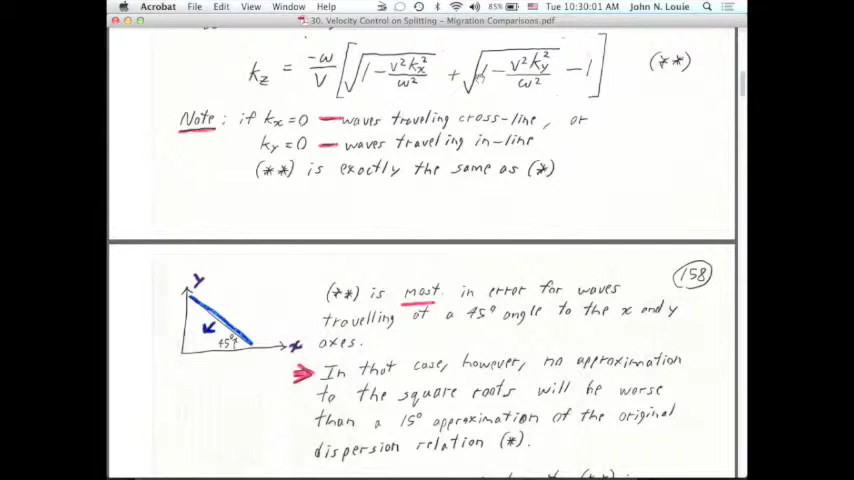 Acrobat File Edit View Window Help 85% Tue 10:30:01 AM John N. Louie
30. Velocity Control on Splitting – Migration Comparisons.pdf
k_z = -ω/V [√(1 - v²k_x²/ω²) + √(1 - v²k_y²/ω²) - 1] (**)
Note: if k_x=0 — waves traveling cross-line, or
k_y=0 — waves traveling in-line
(**) is exactly the same as (*)
158
Y
(**) is most in error for waves
travelling at a 45° angle to the x and y
45° x
axes.
⇒ In that case, however, no approximation
to the square roots will be worse
than a 15° approximation of the original
dispersion relation (*).